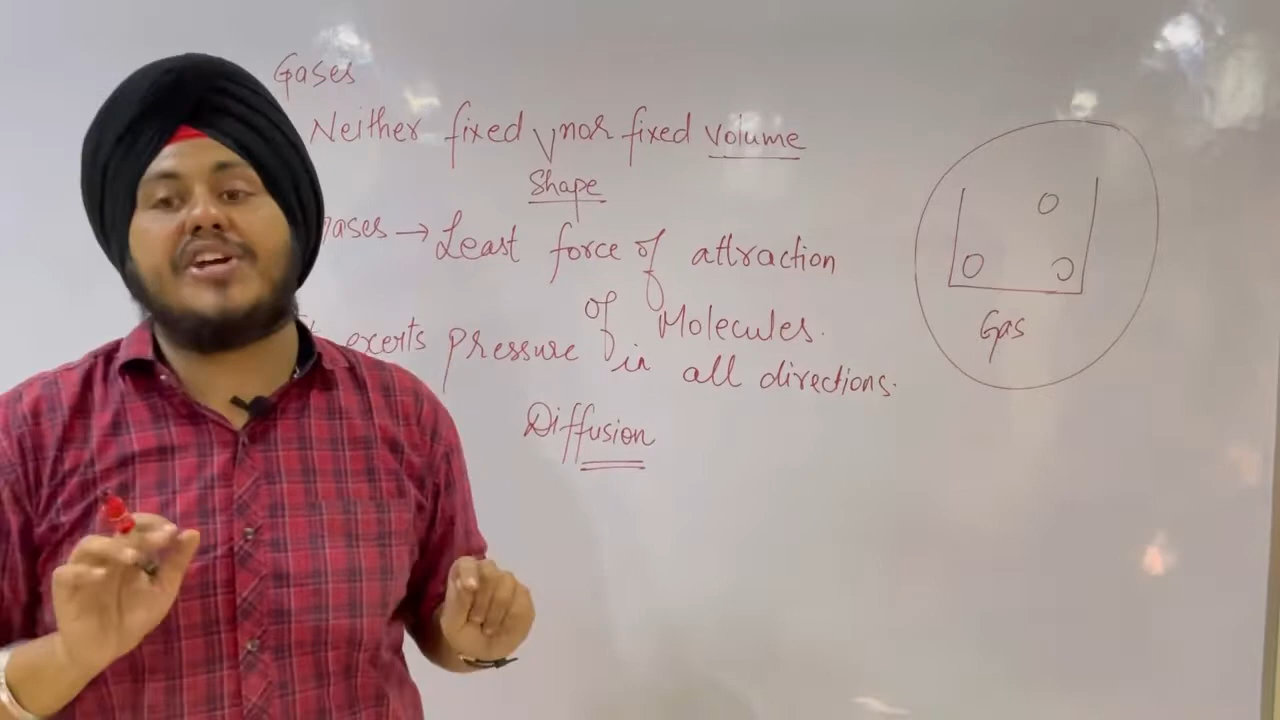 Gases
Neither fixed nor fixed volume
Shape
Gases → Least force of attraction
of Molecules.
exerts pressure in all directions.
Diffusion
Gas